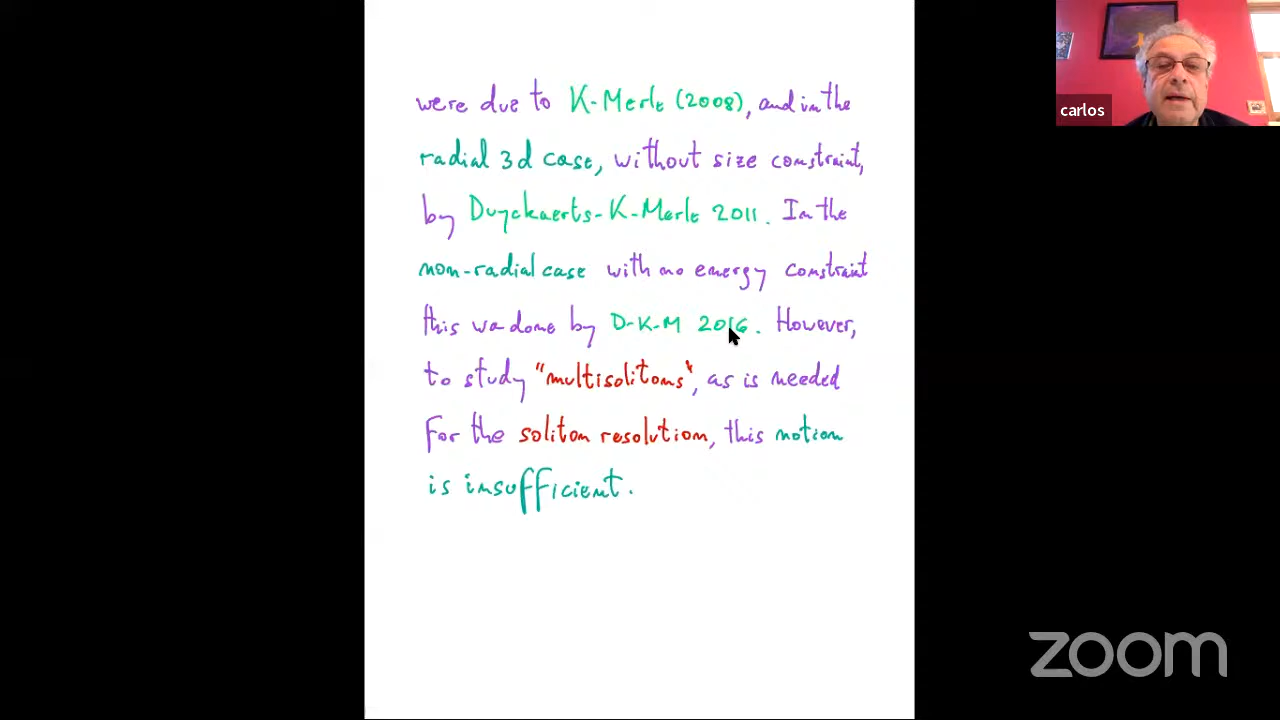 were due to K-Merle (2008), and in the
radial 3d case, without size constraint,
by Duyckaerts-K-Merle 2011. In the
non-radial case with no energy constraint
this wa done by D-K-M 2016. However,
to study "multisolitons", as is needed
For the soliton resolution, this notion
is insufficient.
carlos
zoom